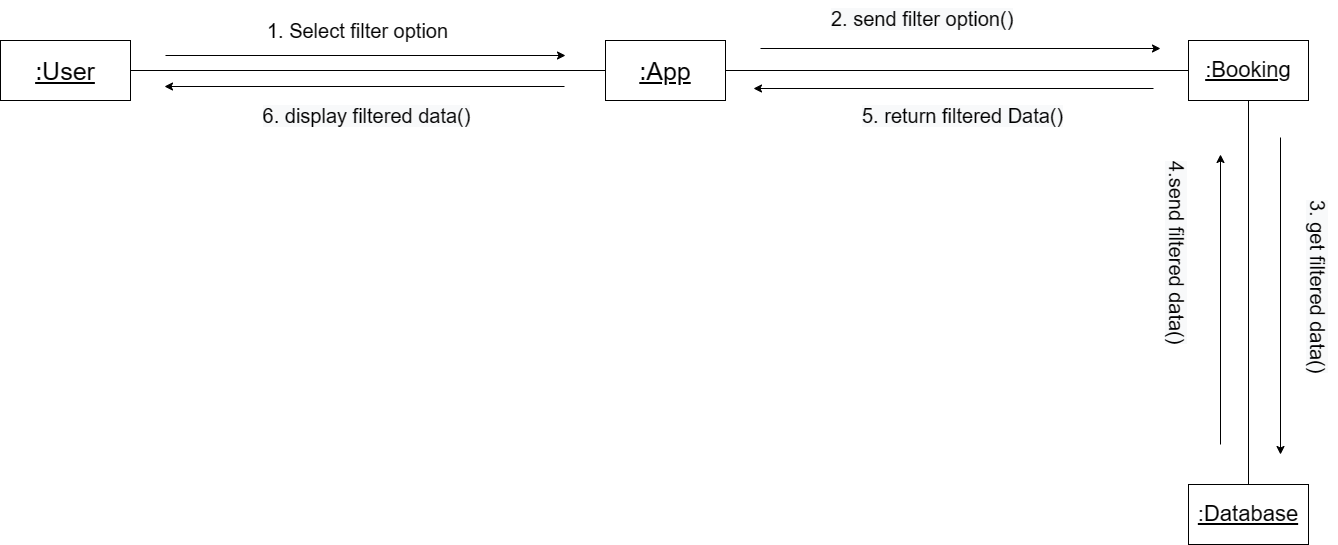 1. Select filter option
2. send filter option()
:User
:App
:Booking
6. display filtered data()
5. return filtered Data()
4.send filtered data()
3. get filtered data()
:Database